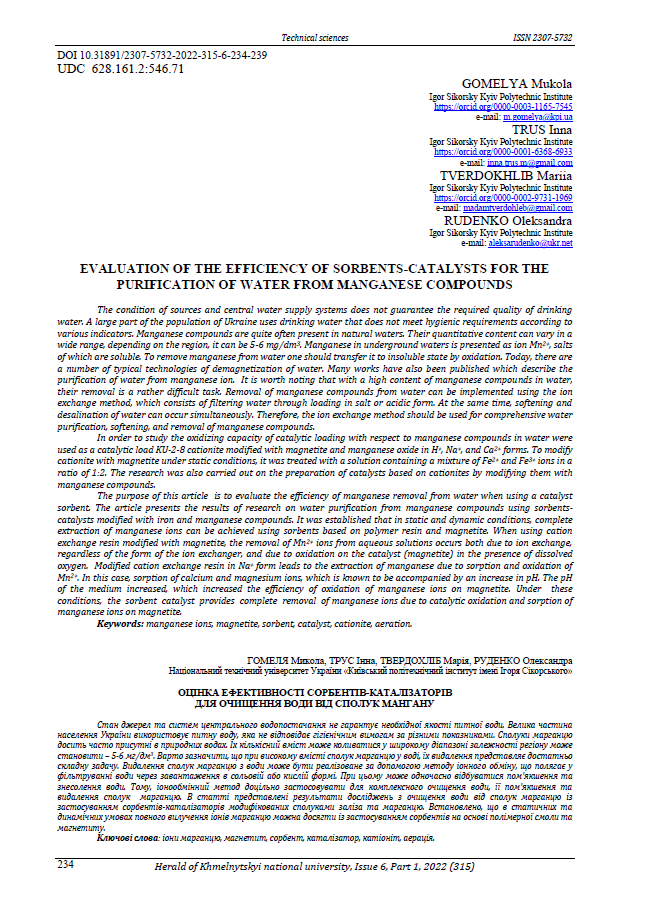 Technical sciences ISSN 2307-5732
DOI 10.31891/2307-5732-2022-315-6-234-239
UDC 628.161.2:546.71
GOMELYA Mukola
Igor Sikorsky Kyiv Polytechnic Institute
https://orcid.org/0000-0003-1165-7545
e-mail: m.gomelya@kpi.ua
TRUS Inna
Igor Sikorsky Kyiv Polytechnic Institute
https://orcid.org/0000-0001-6368-6933
e-mail: inna.trus.m@gmail.com
TVERDOKHLIB Mariia
Igor Sikorsky Kyiv Polytechnic Institute
https://orcid.org/0000-0002-9731-1969
e-mail: madamtverdohleb@gmail.com
RUDENKO Oleksandra
Igor Sikorsky Kyiv Polytechnic Institute
e-mail: aleksarudenko@ukr.net
EVALUATION OF THE EFFICIENCY OF SORBENTS-CATALYSTS FOR THE
PURIFICATION OF WATER FROM MANGANESE COMPOUNDS
The condition of sources and central water supply systems does not guarantee the required quality of drinking
water. A large part of the population of Ukraine uses drinking water that does not meet hygienic requirements according to
various indicators. Manganese compounds are quite often present in natural waters. Their quantitative content can vary in a
wide range, depending on the region, it can be 5-6 mg/dm³. Manganese in underground waters is presented as ion Mn²⁺, salts
of which are soluble. To remove manganese from water one should transfer it to insoluble state by oxidation. Today, there are
a number of typical technologies of demagnetization of water. Many works have also been published which describe the
purification of water from manganese ion. It is worth noting that with a high content of manganese compounds in water,
their removal is a rather difficult task. Removal of manganese compounds from water can be implemented using the ion
exchange method, which consists of filtering water through loading in salt or acidic form. At the same time, softening and
desalination of water can occur simultaneously. Therefore, the ion exchange method should be used for comprehensive water
purification, softening, and removal of manganese compounds.
In order to study the oxidizing capacity of catalytic loading with respect to manganese compounds in water were
used as a catalytic load KU-2-8 cationite modified with magnetite and manganese oxide in H⁺, Na⁺, and Ca²⁺ forms. To modify
cationite with magnetite under static conditions, it was treated with a solution containing a mixture of Fe²⁺ and Fe³⁺ ions in a
ratio of 1:2. The research was also carried out on the preparation of catalysts based on cationites by modifying them with
manganese compounds.
The purpose of this article is to evaluate the efficiency of manganese removal from water when using a catalyst
sorbent. The article presents the results of research on water purification from manganese compounds using sorbents-
catalysts modified with iron and manganese compounds. It was established that in static and dynamic conditions, complete
extraction of manganese ions can be achieved using sorbents based on polymer resin and magnetite. When using cation
exchange resin modified with magnetite, the removal of Mn²⁺ ions from aqueous solutions occurs both due to ion exchange,
regardless of the form of the ion exchanger, and due to oxidation on the catalyst (magnetite) in the presence of dissolved
oxygen. Modified cation exchange resin in Na⁺ form leads to the extraction of manganese due to sorption and oxidation of
Mn²⁺. In this case, sorption of calcium and magnesium ions, which is known to be accompanied by an increase in pH. The pH
of the medium increased, which increased the efficiency of oxidation of manganese ions on magnetite. Under these
conditions, the sorbent catalyst provides complete removal of manganese ions due to catalytic oxidation and sorption of
manganese ions on magnetite.
Keywords: manganese ions, magnetite, sorbent, catalyst, cationite, aeration.
ГОМЕЛЯ Микола, ТРУС Інна, ТВЕРДОХЛІБ Марія, РУДЕНКО Олександра
Національний технічний університет України «Київський політехнічний інститут імені Ігоря Сікорського»
ОЦІНКА ЕФЕКТИВНОСТІ СОРБЕНТІВ-КАТАЛІЗАТОРІВ
ДЛЯ ОЧИЩЕННЯ ВОДИ ВІД СПОЛУК МАНГАНУ
Стан джерел та систем центрального водопостачання не гарантує необхідної якості питної води. Велика частина
населення України використовує питну воду, яка не відповідає гігієнічним вимогам за різними показниками. Сполуки марганцю
досить часто присутні в природних водах. Їх кількісний вміст може коливатися у широкому діапазоні залежності регіону може
становити – 5-6 мг/дм³. Варто зазначити, що при високому вмісті сполук марганцю у воді, їх видалення представляє достатньо
складну задачу. Видалення сполук марганцю з води може бути реалізоване за допомогою методу іонного обміну, що полягає у
фільтруванні води через завантаження в сольовій або кислій формі. При цьому може одночасно відбуватися пом'якшення та
знесолення води. Тому, іонообмінний метод доцільно застосовувати для комплексного очищення води, її пом'якшення та
видалення сполук марганцю. В статті представлені результати досліджень з очищення води від сполук марганцю із
застосуванням сорбентів-каталізаторів модифікованих сполуками заліза та марганцю. Встановлено, що в статичних та
динамічних умовах повного вилучення іонів марганцю можна досягти із застосуванням сорбентів на основі полімерної смоли та
магнетиту.
Ключові слова: іони марганцю, магнетит, сорбент, каталізатор, катіоніт, аерація.
234 Herald of Khmelnytskyi national university, Issue 6, Part 1, 2022 (315)